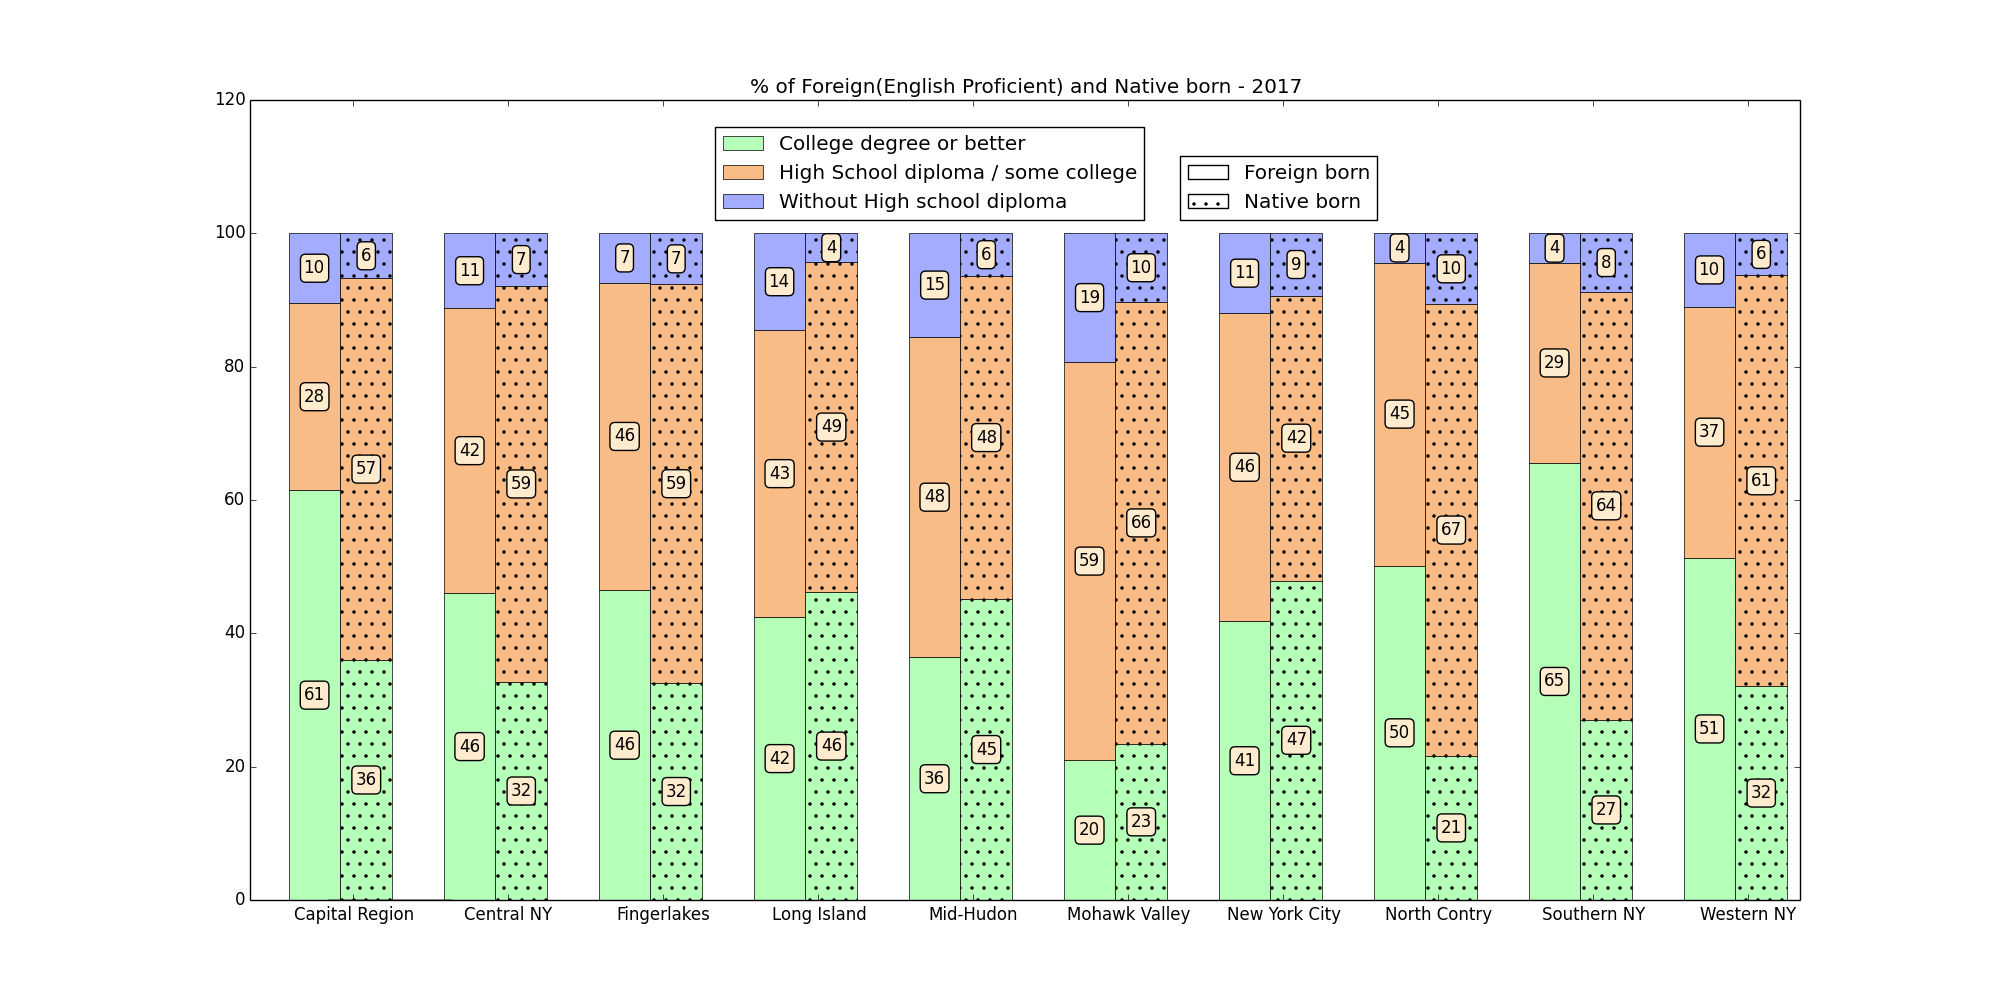 % of Foreign(English Proficient) and Native born - 2017
120
100
80
60
40
20
0
College degree or better
High School diploma / some college
Without High school diploma
Foreign born
Native born
10 6 11 7 7 7 14 4 15 6 19 10 11 9 4 10 4 8 10 6
28 57 42 59 46 59 43 49 48 48 59 66 46 42 45 67 29 64 37 61
61 36 46 32 46 32 42 46 36 45 20 23 41 47 50 21 65 27 51 32
Capital Region Central NY Fingerlakes Long Island Mid-Hudon Mohawk Valley New York City North Contry Southern NY Western NY